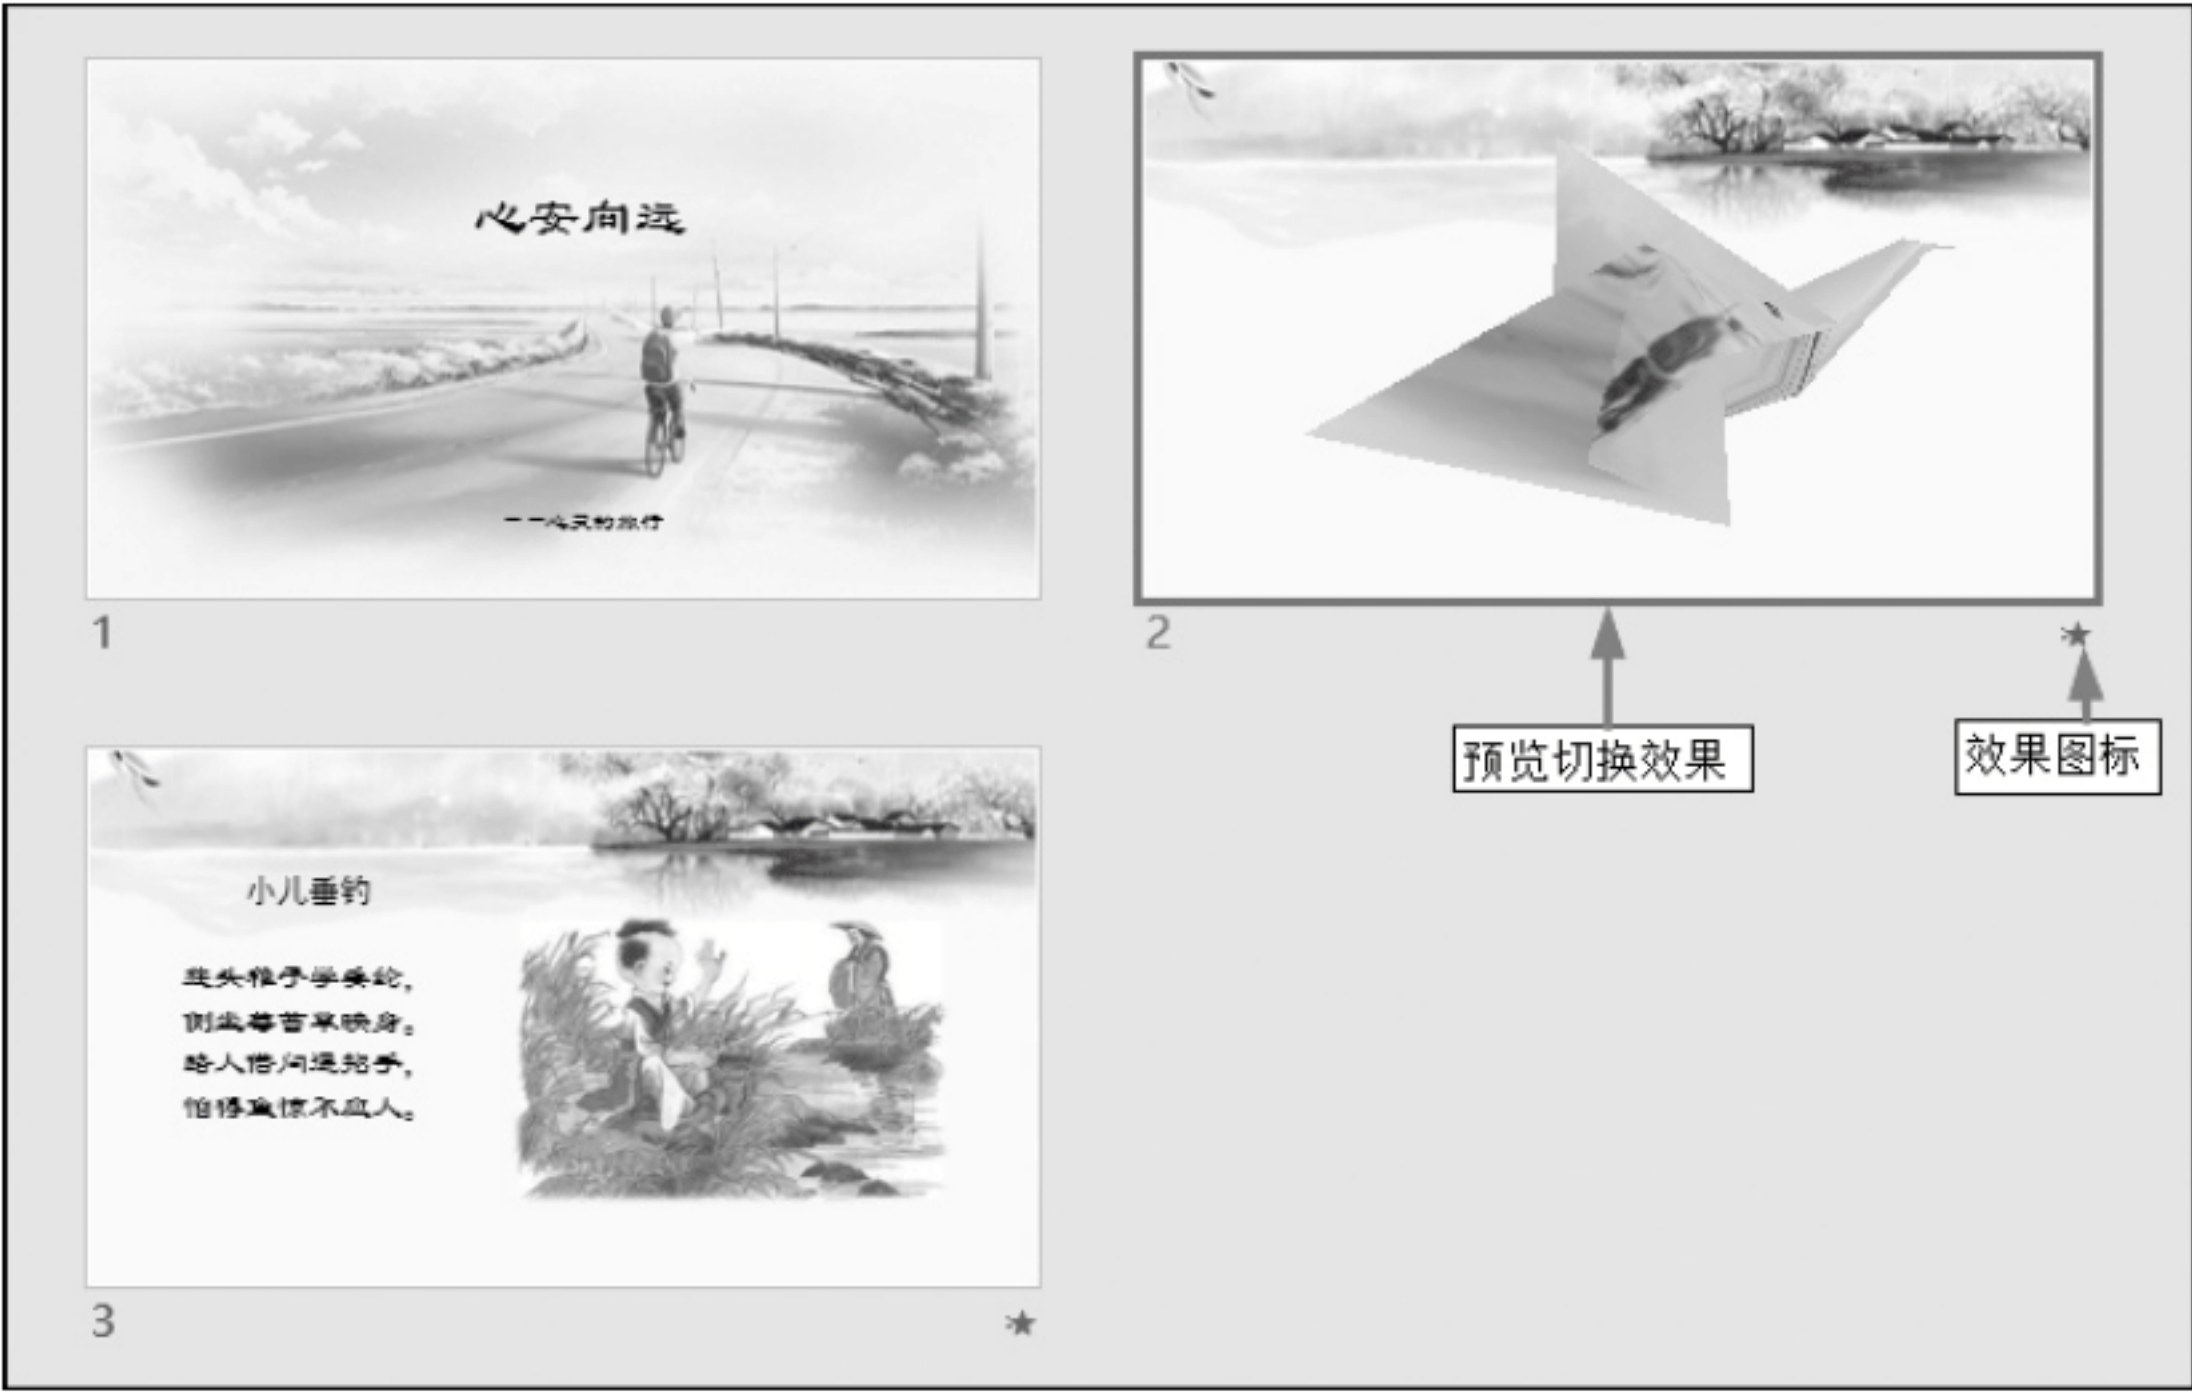 心安向远
——心灵的旅行
1
2
预览切换效果
效果图标
小儿垂钓
蓬头稚子学垂纶，
侧坐莓苔草映身。
路人借问遥招手，
怕得鱼惊不应人。
3